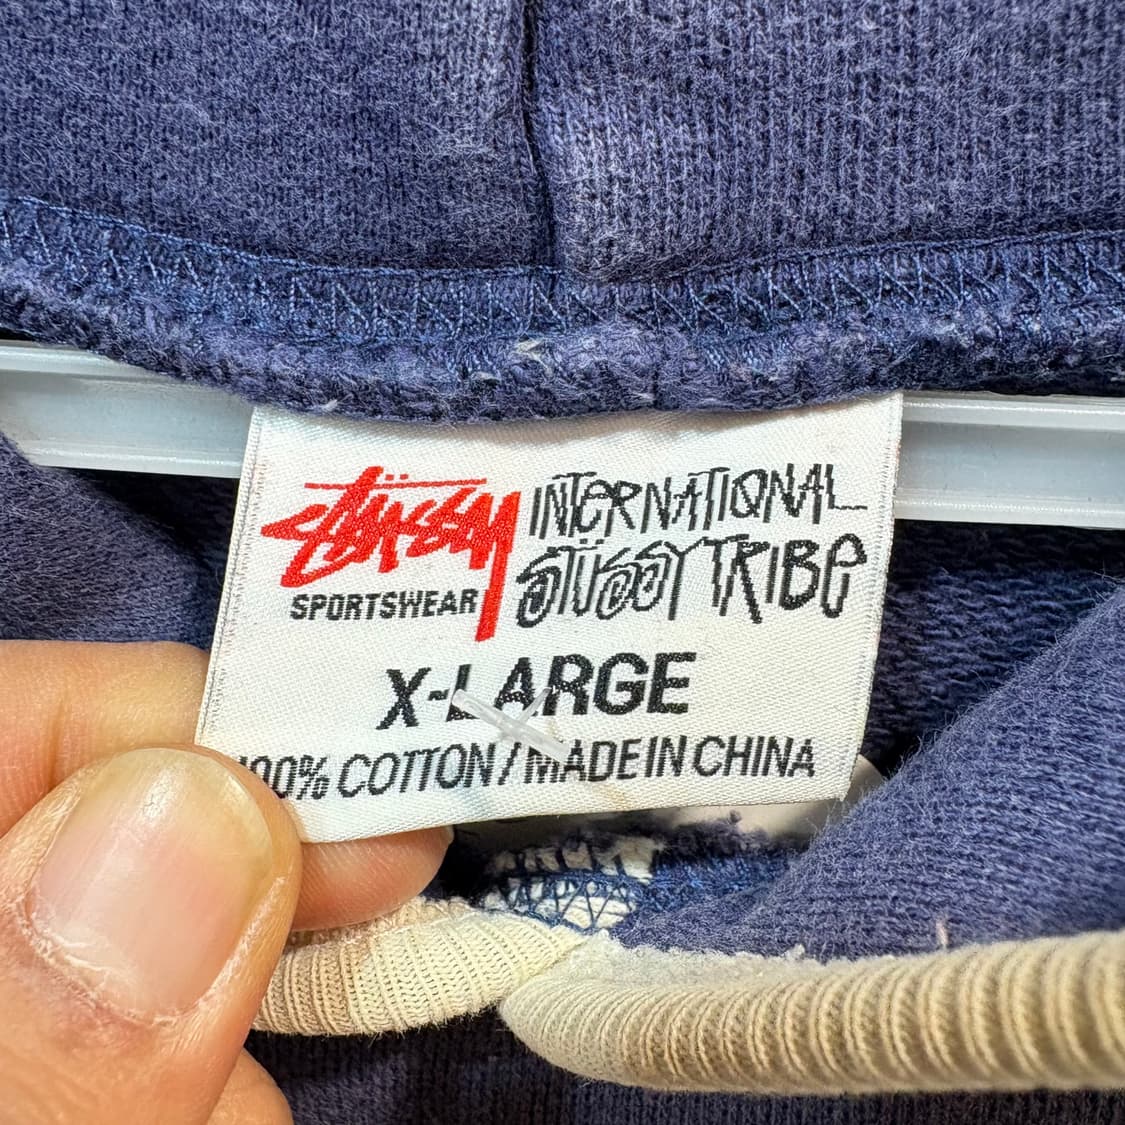 Stüssy INTERNATIONAL
SPORTSWEAR STÜSSY TRIBE
X-LARGE
100% COTTON / MADE IN CHINA